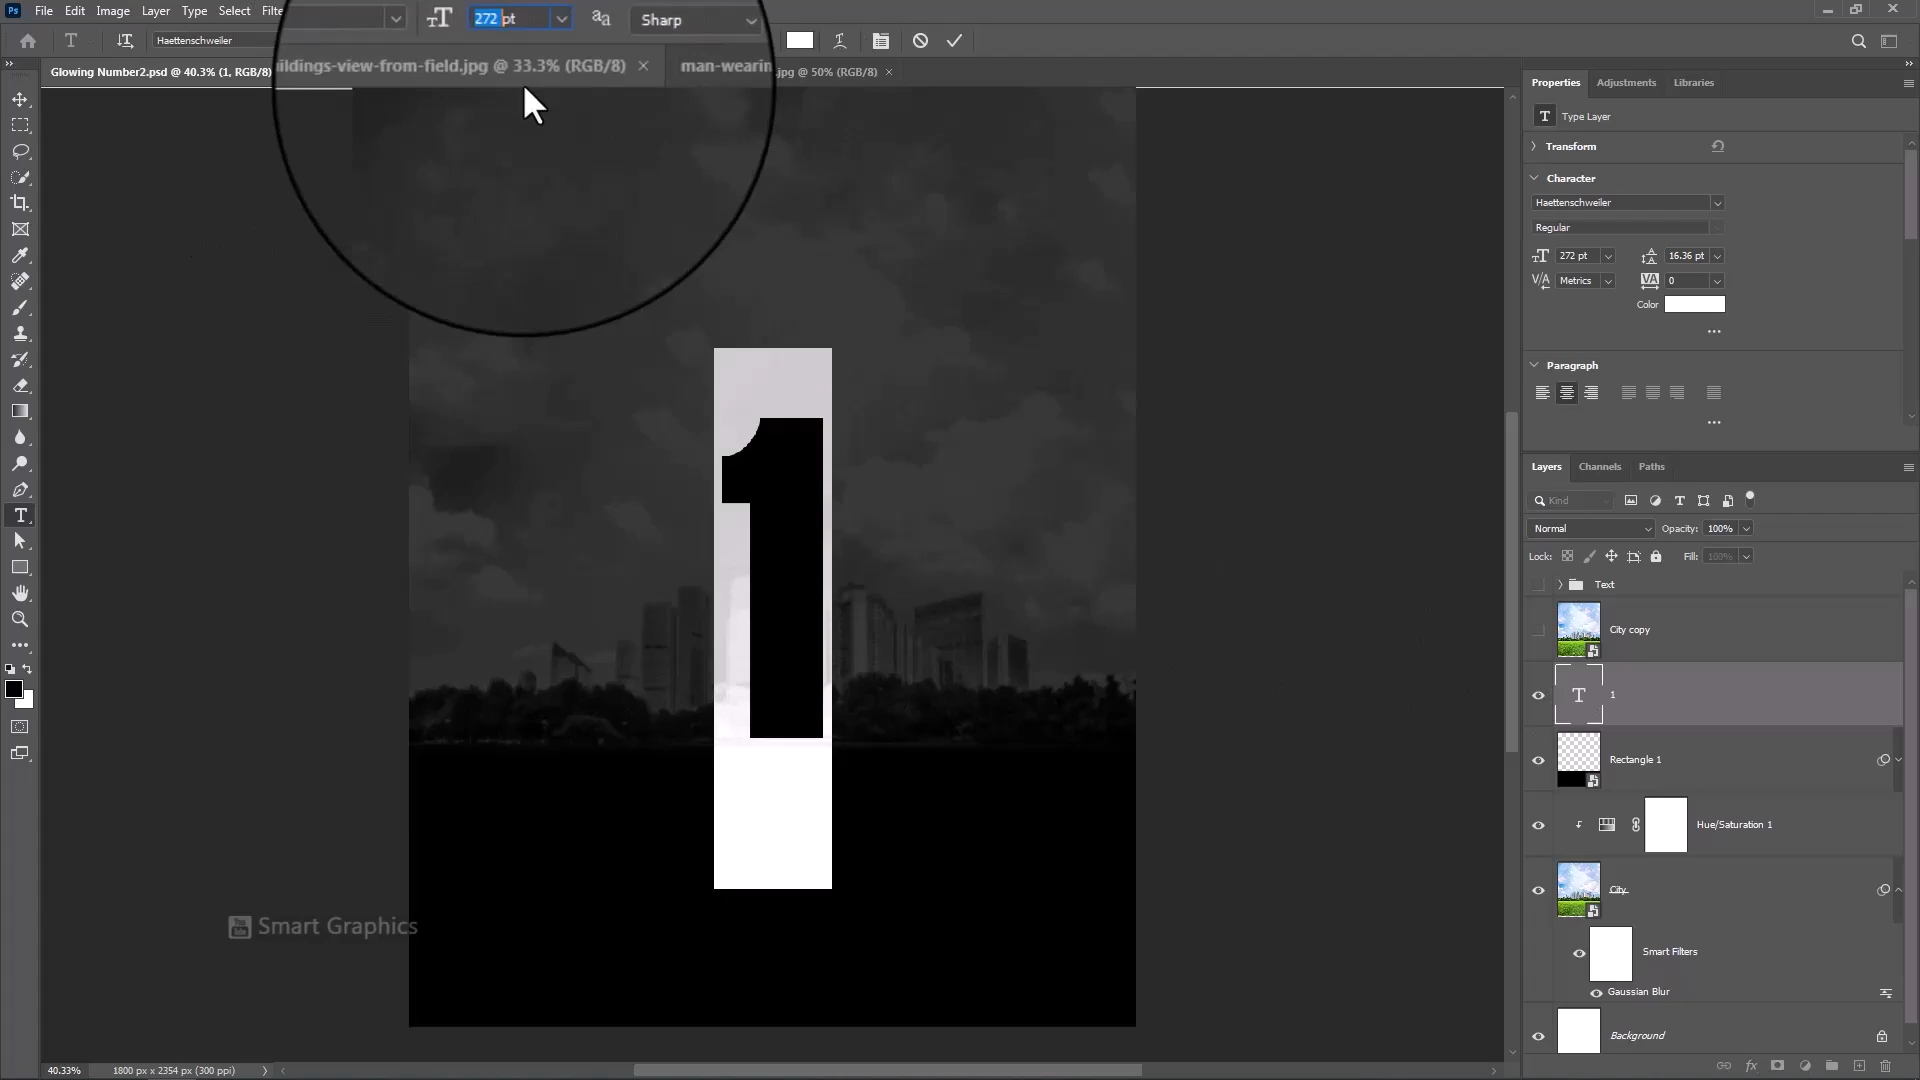 Ps File Edit Image Layer Type Select Filte
272 pt Sharp
Haettenschweiler
Glowing Number2.psd @ 40.3% (1, RGB/8)
ildings-view-from-field.jpg @ 33.3% (RGB/8) × man-wearin .jpg @ 50% (RGB/8) ×
Properties Adjustments Libraries
T Type Layer
Transform
Character
Haettenschweiler
Regular
272 pt 16.36 pt
Metrics 0
Color
Paragraph
Layers Channels Paths
Kind
Normal Opacity: 100%
Lock: Fill: 100%
Text
City copy
1
T 1
Rectangle 1
Hue/Saturation 1
City
Smart Filters
Gaussian Blur
Background
Smart Graphics
40.33% 1800 px x 2354 px (300 ppi)